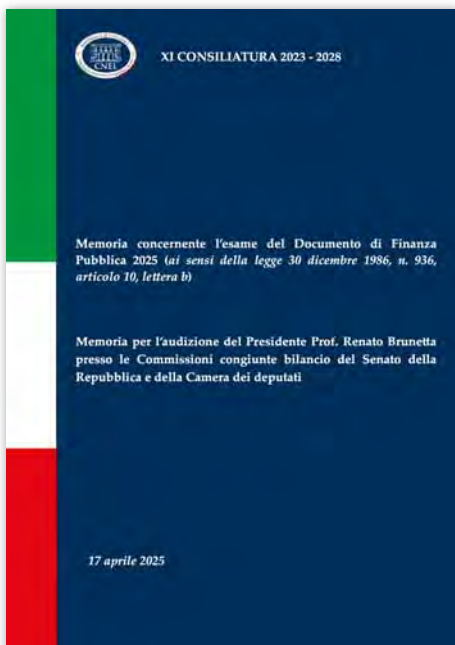 CNEL
XI CONSILIATURA 2023 - 2028
Memoria concernente l'esame del Documento di Finanza
Pubblica 2025 (ai sensi della legge 30 dicembre 1986, n. 936,
articolo 10, lettera b)
Memoria per l'audizione del Presidente Prof. Renato Brunetta
presso le Commissioni congiunte bilancio del Senato della
Repubblica e della Camera dei deputati
17 aprile 2025